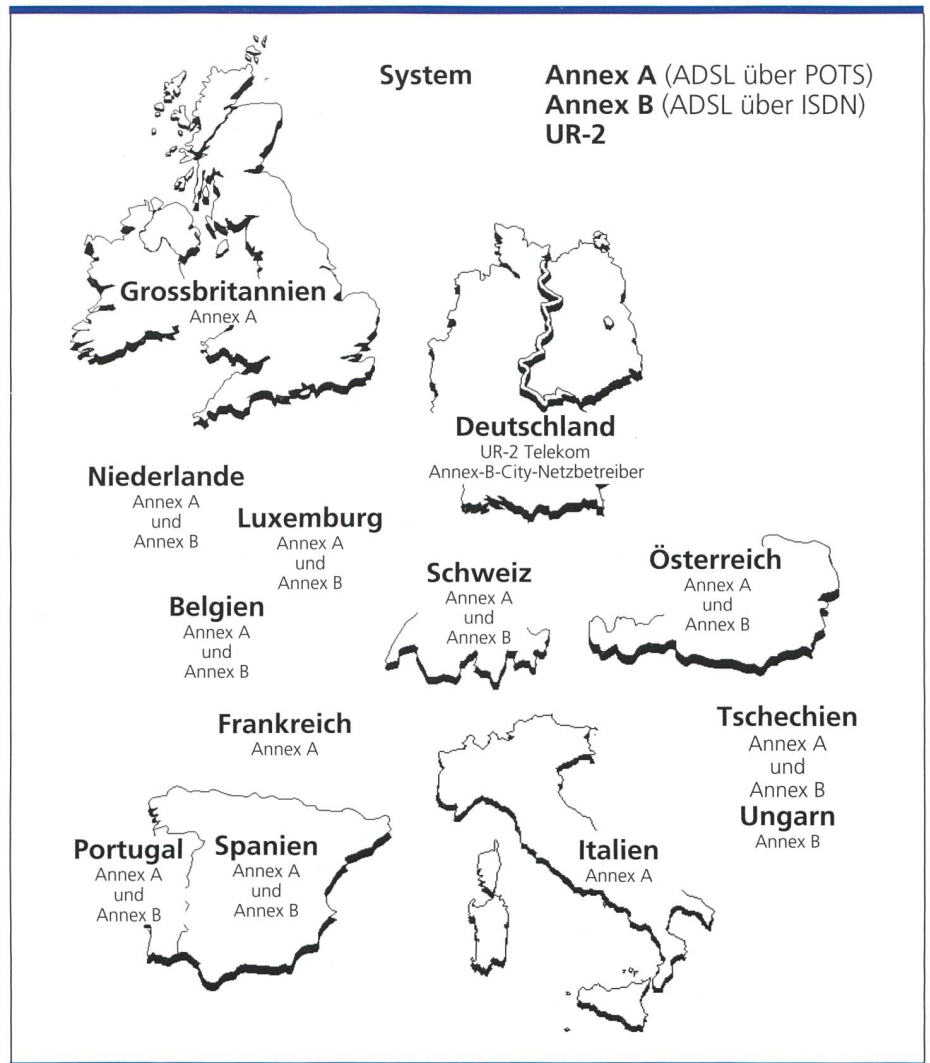 System
Annex A (ADSL über POTS)
Annex B (ADSL über ISDN)
UR-2
Grossbritannien
Annex A
Deutschland
UR-2 Telekom
Annex-B-City-Netzbetreiber
Niederlande
Annex A
und
Annex B
Luxemburg
Annex A
und
Annex B
Belgien
Annex A
und
Annex B
Schweiz
Annex A
und
Annex B
Österreich
Annex A
und
Annex B
Frankreich
Annex A
Tschechien
Annex A
und
Annex B
Ungarn
Annex B
Portugal
Annex A
und
Annex B
Spanien
Annex A
und
Annex B
Italien
Annex A